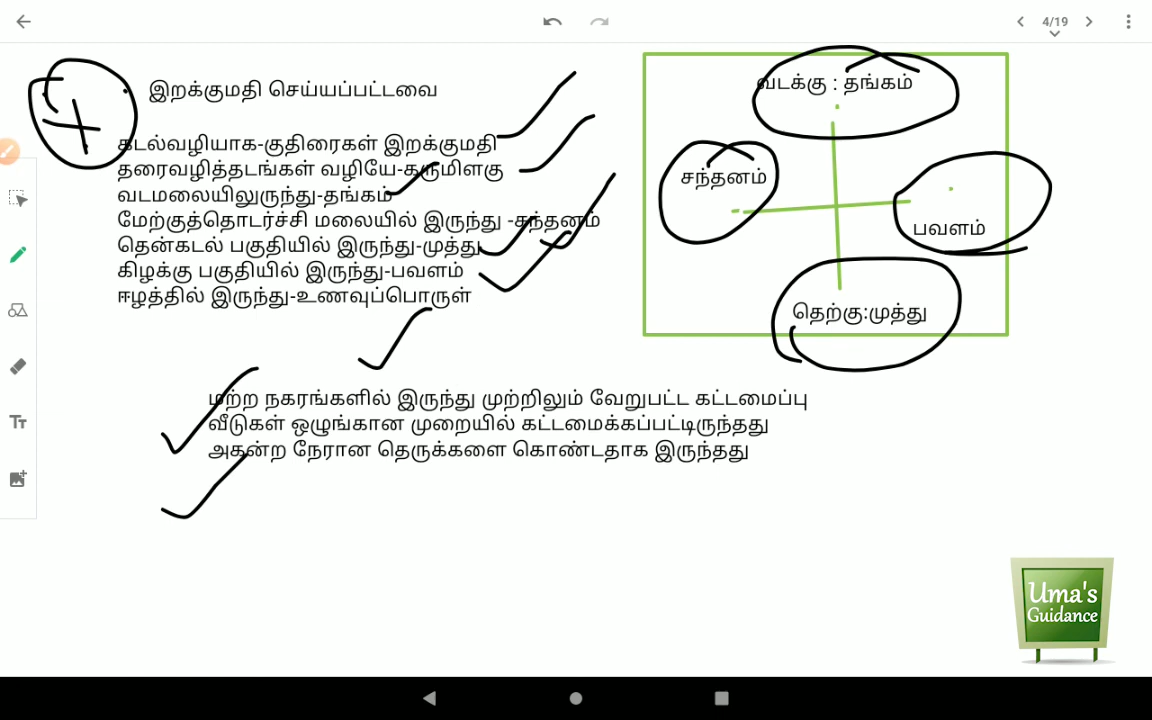 4/19
இறக்குமதி செய்யப்பட்டவை
கடல்வழியாக-குதிரைகள் இறக்குமதி
தரைவழித்தடங்கள் வழியே-கருமிளகு
வடமலையிலுருந்து-தங்கம்
மேற்குத்தொடர்ச்சி மலையில் இருந்து -சந்தனம்
தென்கடல் பகுதியில் இருந்து-முத்து
கிழக்கு பகுதியில் இருந்து-பவளம்
ஈழத்தில் இருந்து-உணவுப்பொருள்
வடக்கு : தங்கம்
சந்தனம்
பவளம்
தெற்கு:முத்து
மற்ற நகரங்களில் இருந்து முற்றிலும் வேறுபட்ட கட்டமைப்பு
வீடுகள் ஒழுங்கான முறையில் கட்டமைக்கப்பட்டிருந்தது
அகன்ற நேரான தெருக்களை கொண்டதாக இருந்தது
Uma's
Guidance